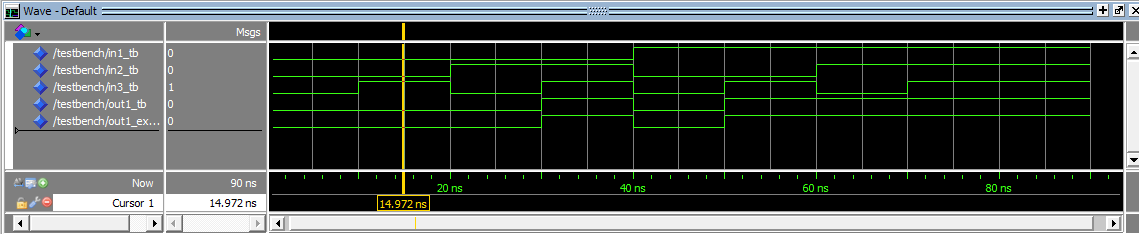 Wave - Default
Msgs
/testbench/in1_tb 0
/testbench/in2_tb 0
/testbench/in3_tb 1
/testbench/out1_tb 0
/testbench/out1_ex... 0
Now 90 ns 20 ns 40 ns 60 ns 80 ns
Cursor 1 14.972 ns 14.972 ns